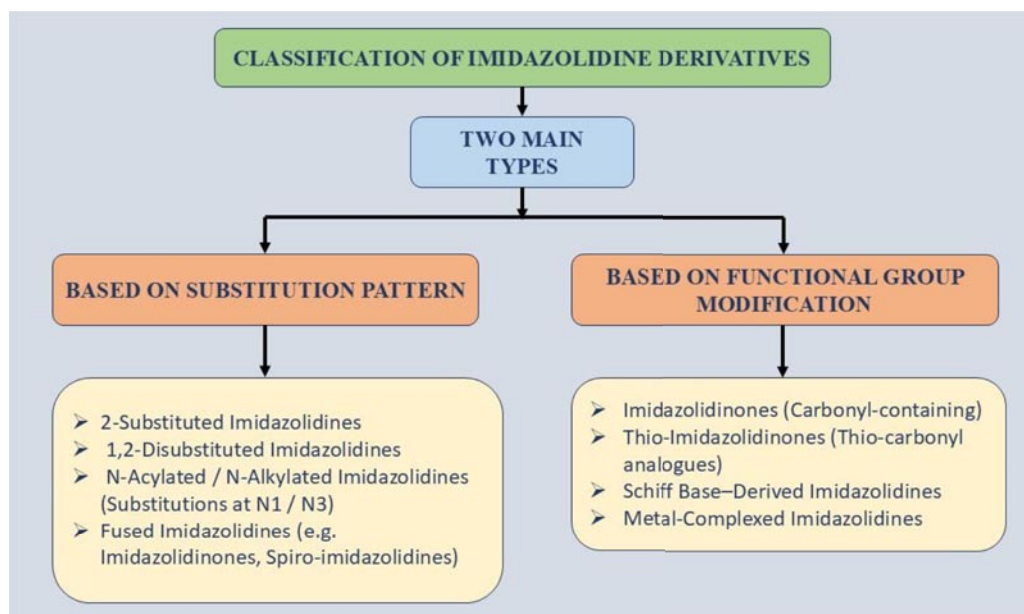 CLASSIFICATION OF IMIDAZOLIDINE DERIVATIVES
TWO MAIN
TYPES
BASED ON SUBSTITUTION PATTERN
➤ 2-Substituted Imidazolidines
➤ 1,2-Disubstituted Imidazolidines
➤ N-Acylated / N-Alkylated Imidazolidines
(Substitutions at N1 / N3)
➤ Fused Imidazolidines (e.g.
Imidazolidinones, Spiro-imidazolidines)
BASED ON FUNCTIONAL GROUP
MODIFICATION
➤ Imidazolidinones (Carbonyl-containing)
➤ Thio-Imidazolidinones (Thio-carbonyl
analogues)
➤ Schiff Base–Derived Imidazolidines
➤ Metal-Complexed Imidazolidines